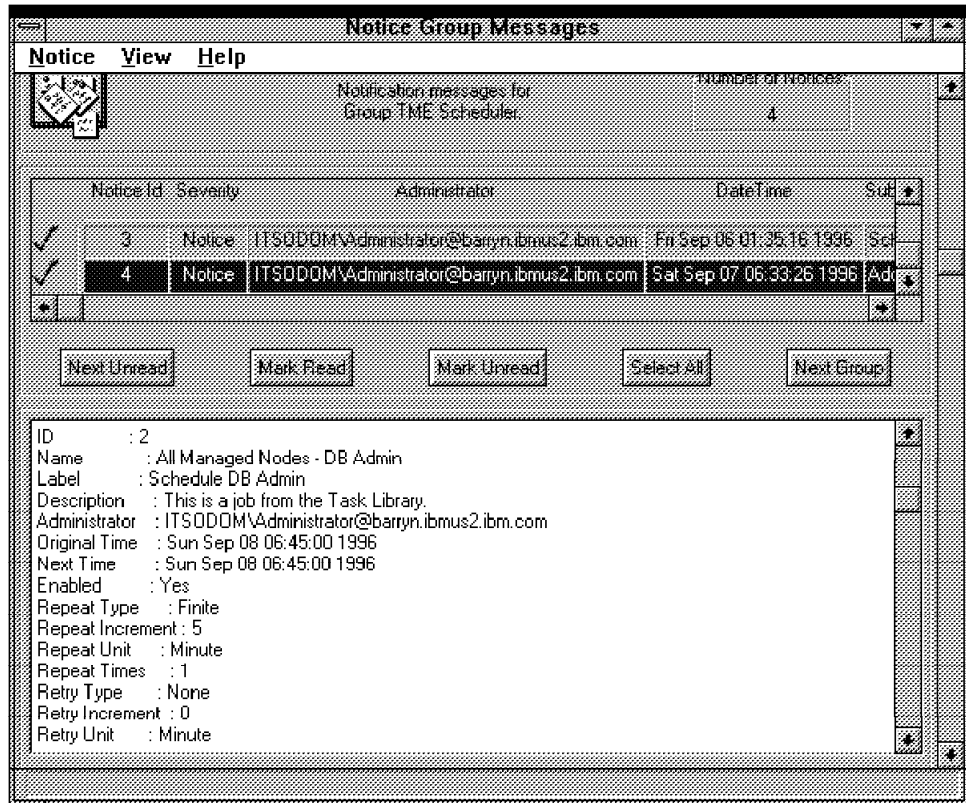 Notice Group Messages
Notice View Help
Notification messages for
Group TME Scheduler.
Number of Notices:
4
Notice Id Severity Administrator DateTime Sub
3 Notice ITSODOM\Administrator@barryn.ibmus2.ibm.com Fri Sep 06 01:35:16 1996 Sch
4 Notice ITSODOM\Administrator@barryn.ibmus2.ibm.com Sat Sep 07 06:33:26 1996 Add
Next Unread Mark Read Mark Unread Select All Next Group
ID : 2
Name : All Managed Nodes - DB Admin
Label : Schedule DB Admin
Description : This is a job from the Task Library.
Administrator : ITSODOM\Administrator@barryn.ibmus2.ibm.com
Original Time : Sun Sep 08 06:45:00 1996
Next Time : Sun Sep 08 06:45:00 1996
Enabled : Yes
Repeat Type : Finite
Repeat Increment : 5
Repeat Unit : Minute
Repeat Times : 1
Retry Type : None
Retry Increment : 0
Retry Unit : Minute